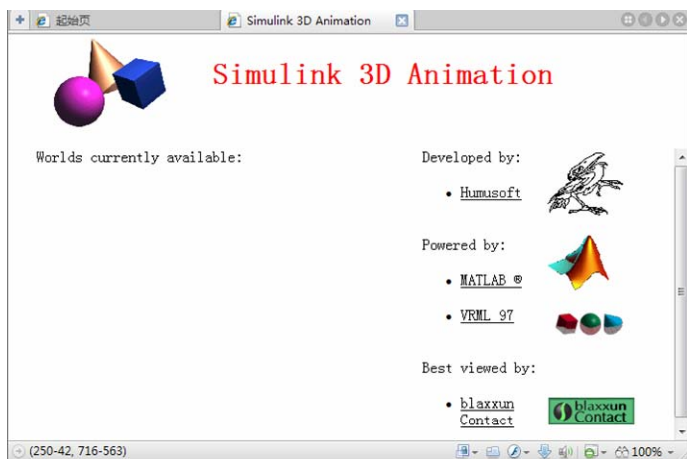 起始页
Simulink 3D Animation
Simulink 3D Animation
Worlds currently available:
Developed by:
Humusoft
Powered by:
MATLAB ®
VRML 97
Best viewed by:
blaxxun
Contact
blaxxun
Contact
(250-42, 716-563)
100%